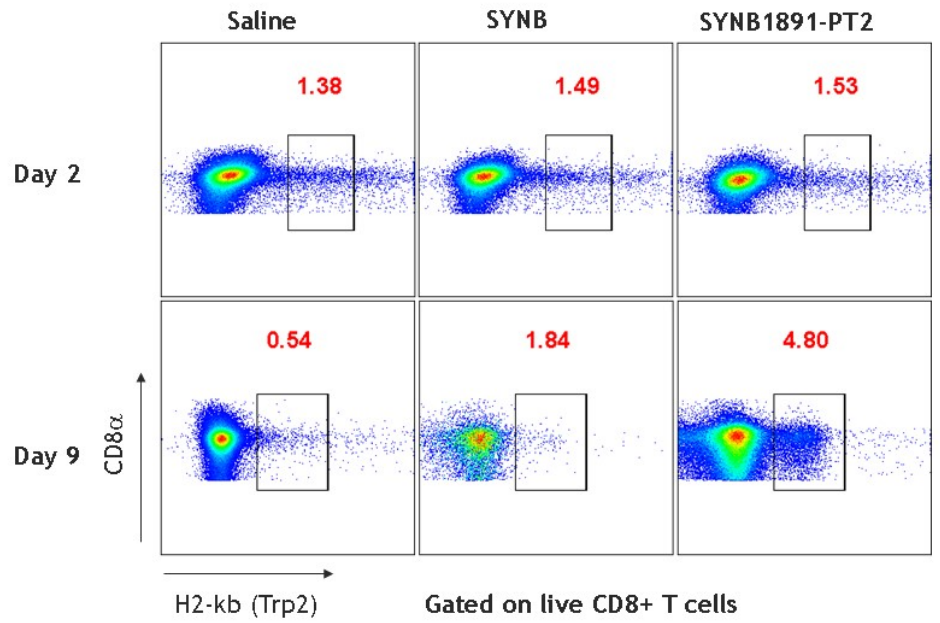 Saline SYNB SYNB1891-PT2
Day 2
1.38 1.49 1.53
Day 9
0.54 1.84 4.80
CD8α
H2-kb (Trp2)
Gated on live CD8+ T cells